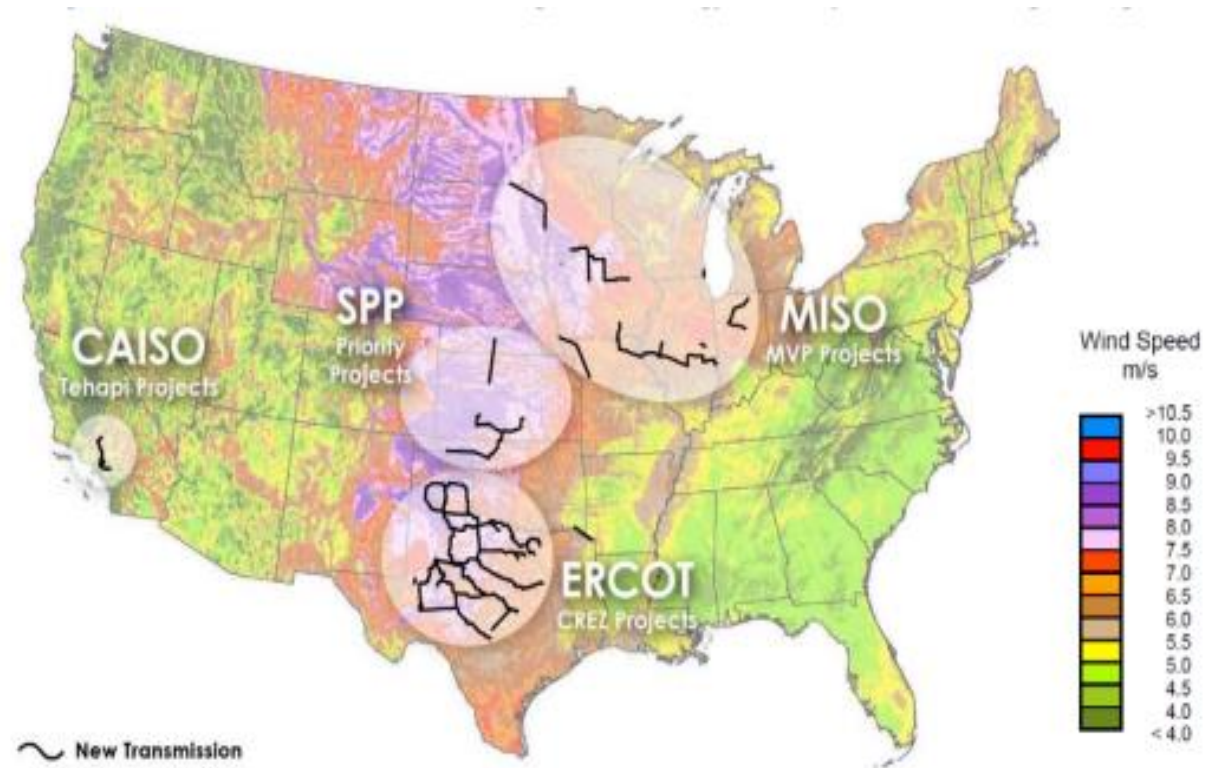 SPP
Priority
Projects
CAISO
Tehapi Projects
MISO
MVP Projects
ERCOT
CREZ Projects
Wind Speed
m/s
>10.5
10.0
9.5
9.0
8.5
8.0
7.5
7.0
6.5
6.0
5.5
5.0
4.5
4.0
< 4.0
New Transmission